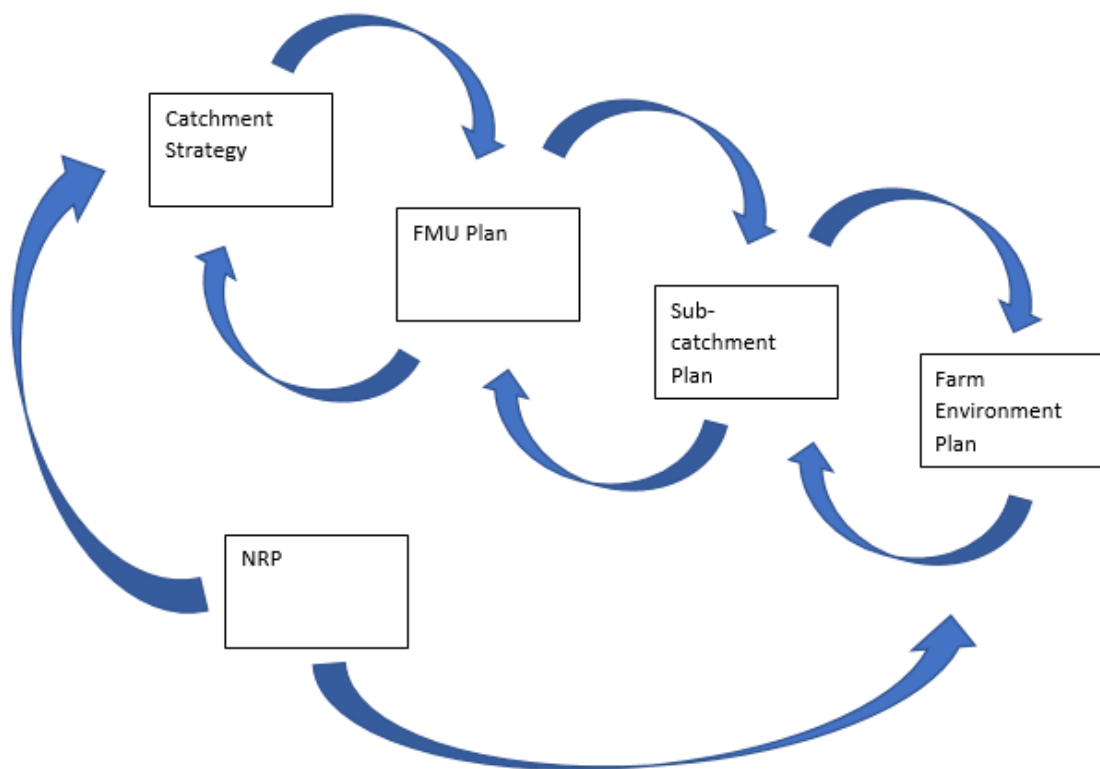 Catchment
Strategy
FMU Plan
Sub-
catchment
Plan
Farm
Environment
Plan
NRP